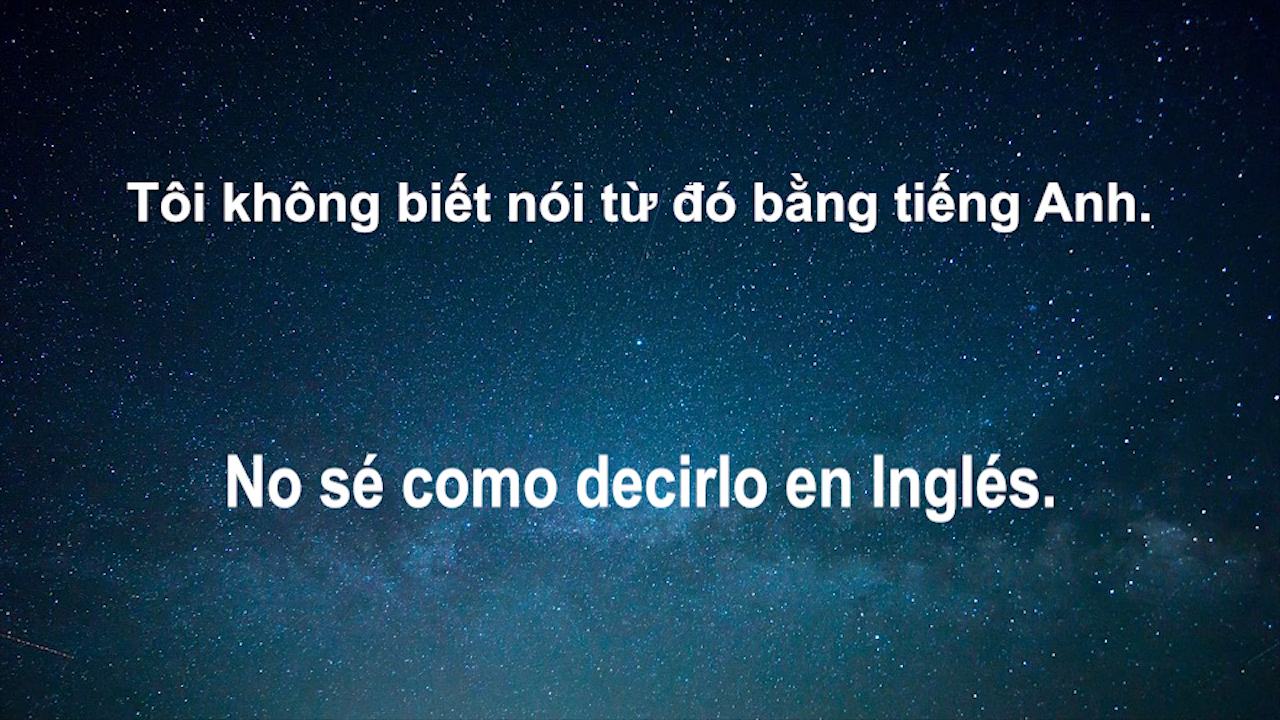 Tôi không biết nói từ đó bằng tiếng Anh.
No sé como decirlo en Inglés.